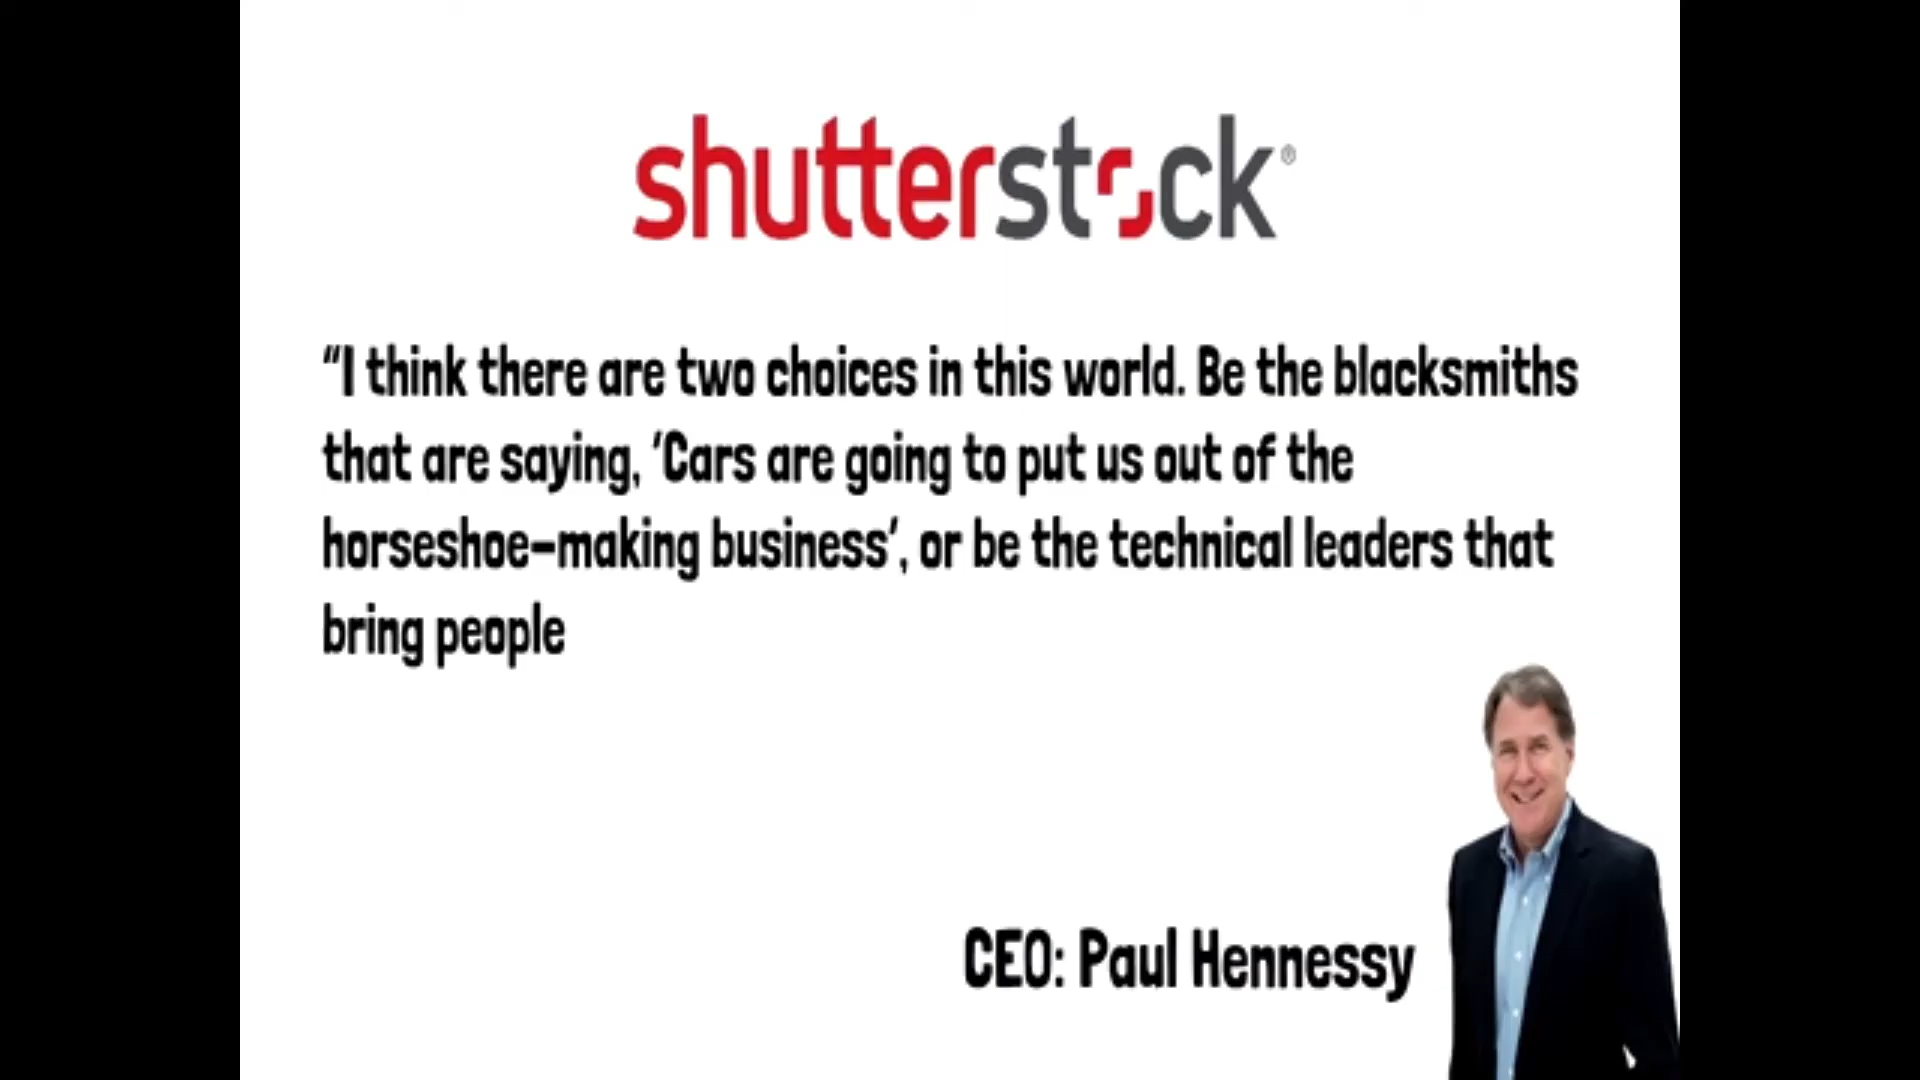 shutterstock®
“I think there are two choices in this world. Be the blacksmiths
that are saying, ‘Cars are going to put us out of the
horseshoe–making business’, or be the technical leaders that
bring people
CEO: Paul Hennessy